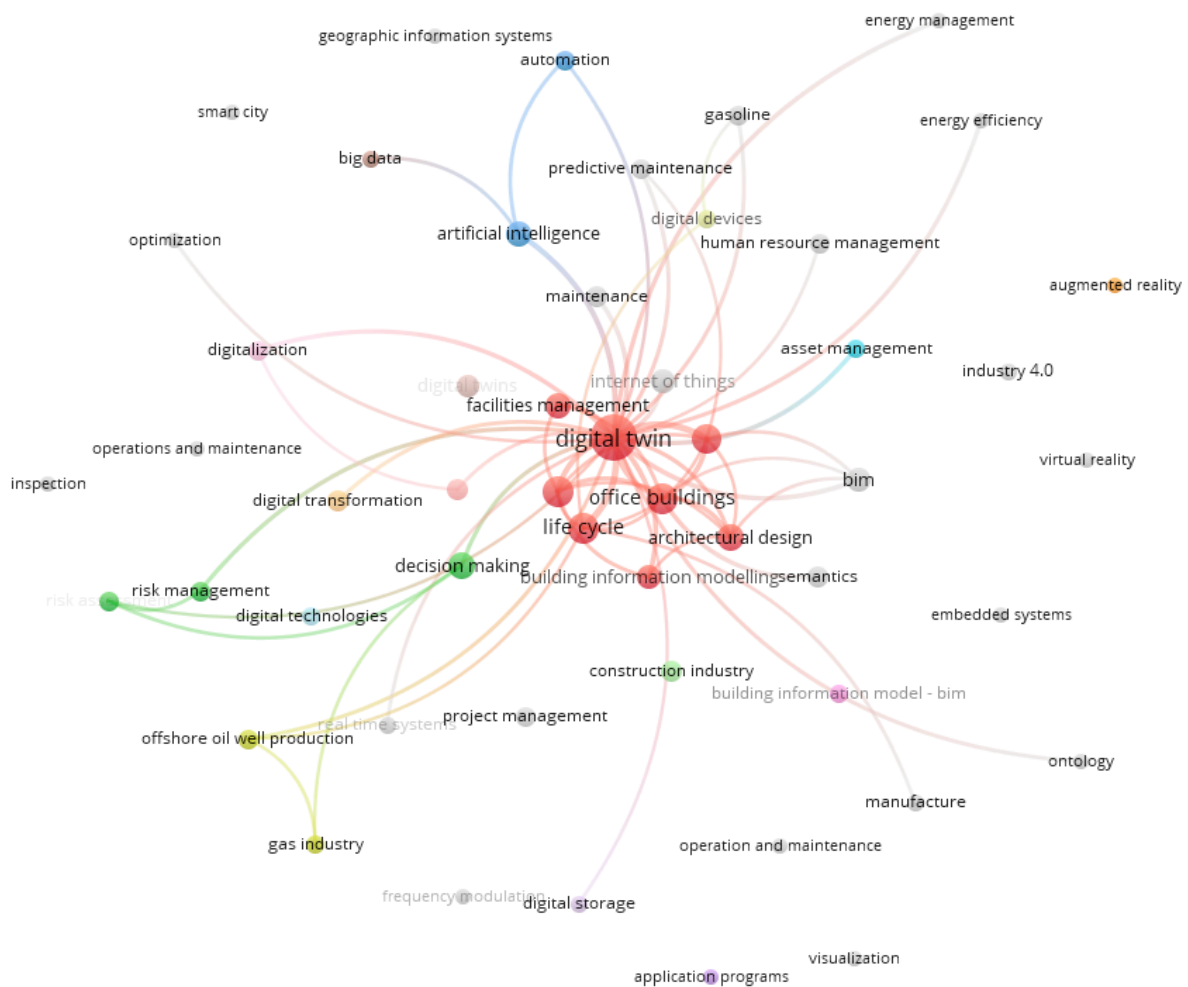 energy management
geographic information systems
automation
smart city
gasoline
energy efficiency
big data
predictive maintenance
digital devices
artificial intelligence
optimization
human resource management
augmented reality
maintenance
digitalization
asset management
industry 4.0
digital twins
internet of things
facilities management
digital twin
operations and maintenance
virtual reality
inspection
bim
digital transformation
office buildings
life cycle
architectural design
decision making
building information modelling
semantics
risk management
risk assessment
digital technologies
embedded systems
construction industry
building information model - bim
project management
real time systems
offshore oil well production
ontology
manufacture
gas industry
operation and maintenance
frequency modulation
digital storage
visualization
application programs